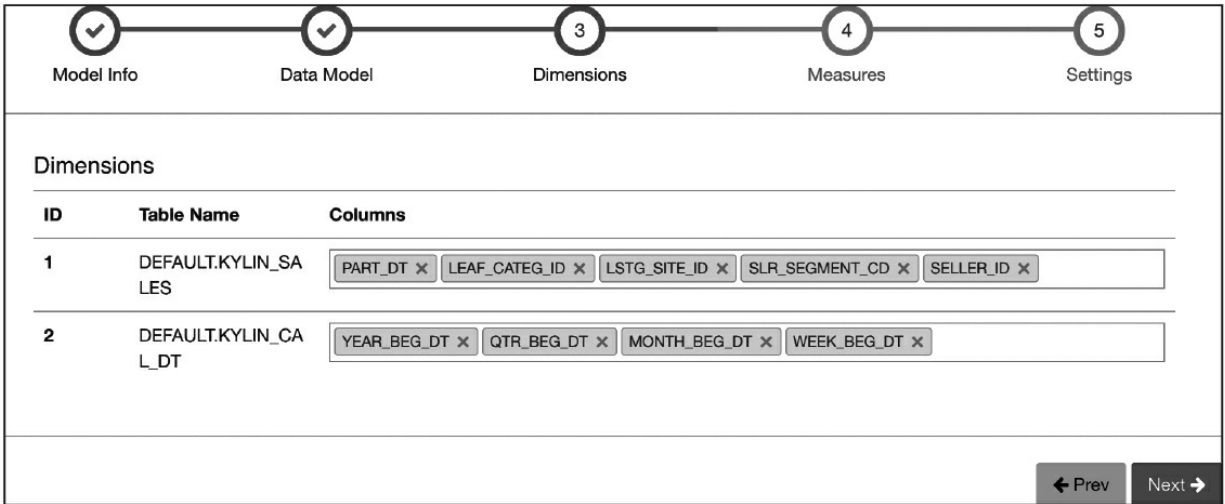 3 4 5
Model Info Data Model Dimensions Measures Settings
Dimensions
ID Table Name Columns
1 DEFAULT.KYLIN_SA PART_DT × LEAF_CATEG_ID × LSTG_SITE_ID × SLR_SEGMENT_CD × SELLER_ID ×
LES
2 DEFAULT.KYLIN_CA YEAR_BEG_DT × QTR_BEG_DT × MONTH_BEG_DT × WEEK_BEG_DT ×
L_DT
Prev Next